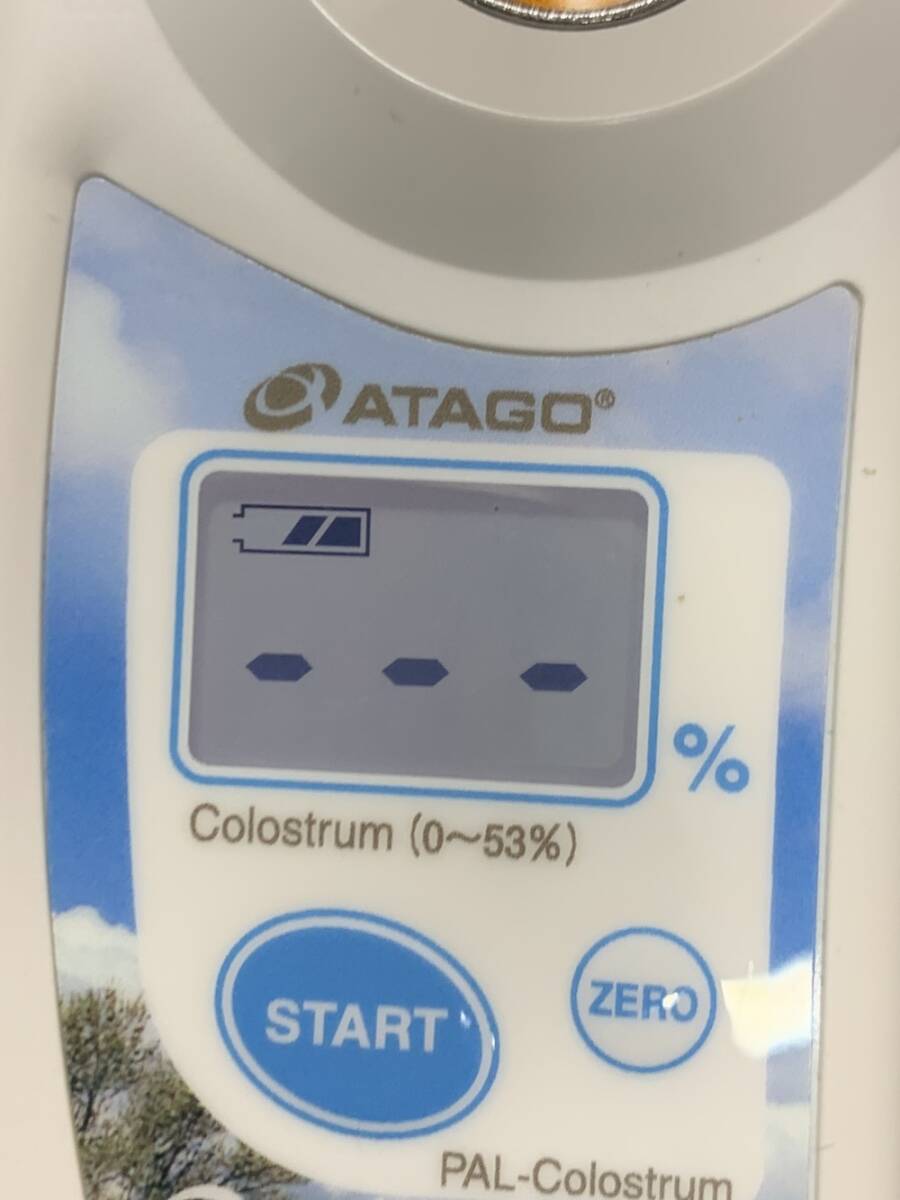 ATAGO®
- - -
%
Colostrum (0~53%)
START
ZERO
PAL-Colostrum